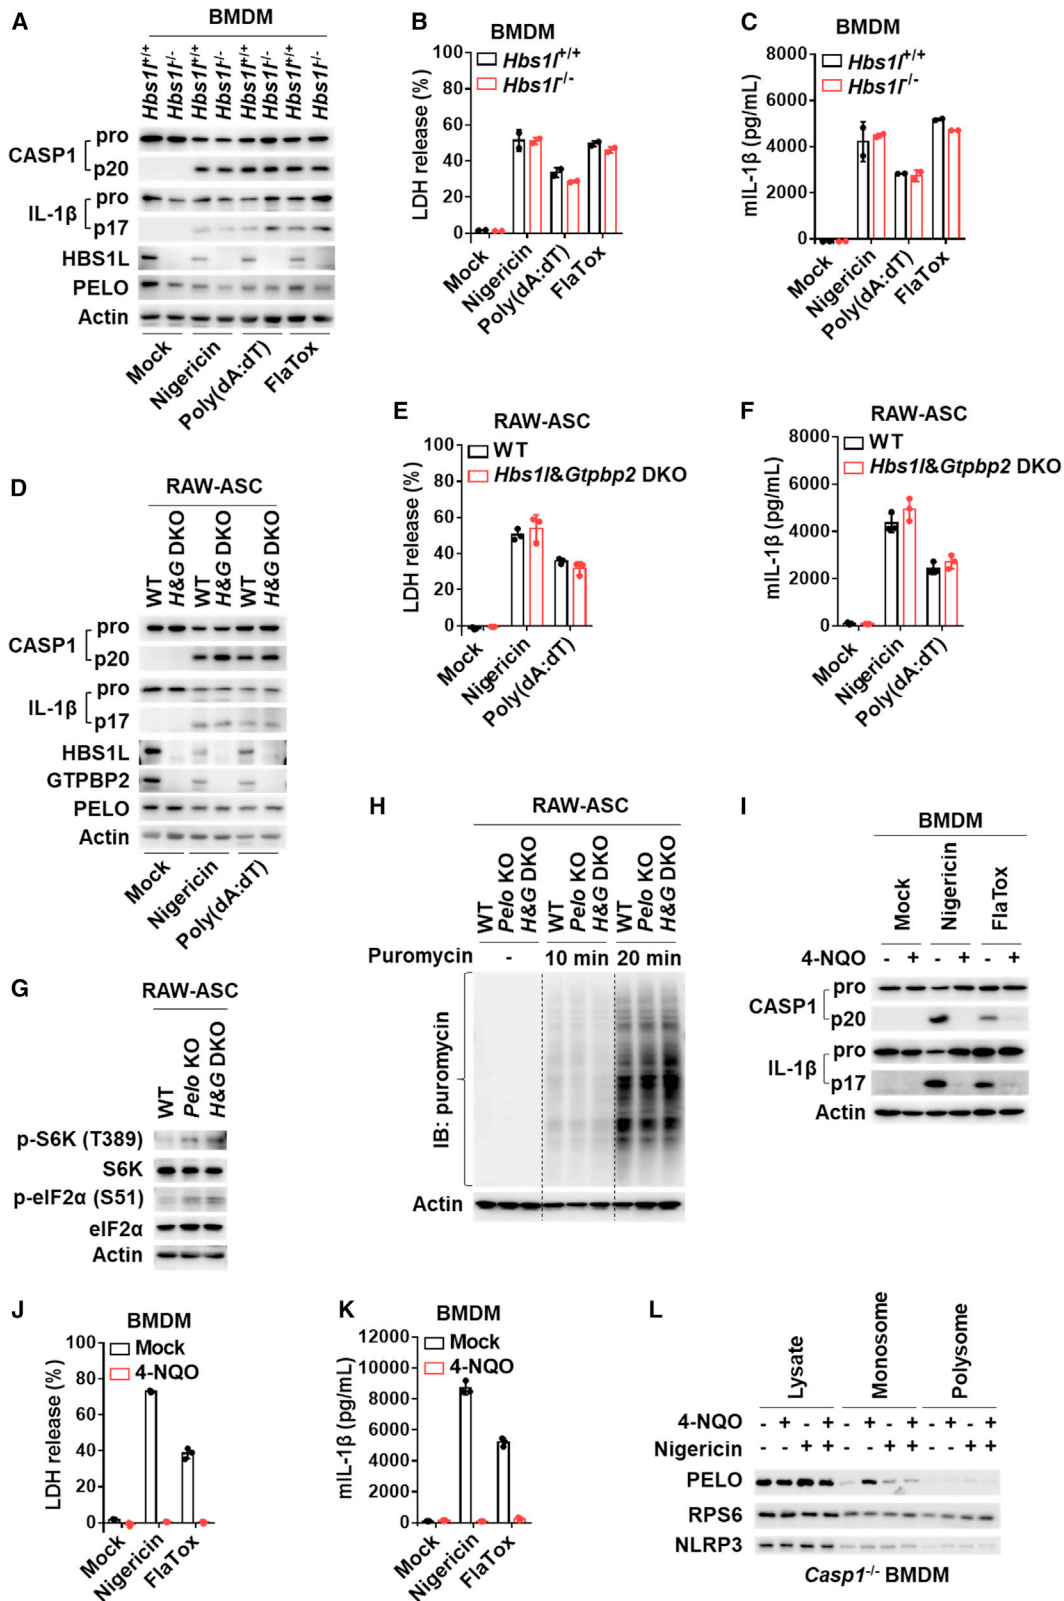 A
BMDM
Hbs1l+/+ Hbs1l-/- Hbs1l+/+ Hbs1l-/- Hbs1l+/+ Hbs1l-/- Hbs1l+/+ Hbs1l-/-
CASP1
pro
p20
IL-1β
pro
p17
HBS1L
PELO
Actin
Mock Nigericin Poly(dA:dT) FlaTox
B
BMDM
Hbs1l+/+
Hbs1l-/-
LDH release (%)
100
80
60
40
20
0
Mock Nigericin Poly(dA:dT) FlaTox
C
BMDM
Hbs1l+/+
Hbs1l-/-
mIL-1β (pg/mL)
8000
6000
4000
2000
0
Mock Nigericin Poly(dA:dT) FlaTox
D
RAW-ASC
WT H&G DKO WT H&G DKO WT H&G DKO
CASP1
pro
p20
IL-1β
pro
p17
HBS1L
GTPBP2
PELO
Actin
Mock Nigericin Poly(dA:dT)
E
RAW-ASC
WT
Hbs1l&Gtpbp2 DKO
LDH release (%)
100
80
60
40
20
0
Mock Nigericin Poly(dA:dT)
F
RAW-ASC
WT
Hbs1l&Gtpbp2 DKO
mIL-1β (pg/mL)
8000
6000
4000
2000
0
Mock Nigericin Poly(dA:dT)
G
RAW-ASC
WT Pelo KO H&G DKO
p-S6K (T389)
S6K
p-eIF2α (S51)
eIF2α
Actin
H
RAW-ASC
WT Pelo KO H&G DKO WT Pelo KO H&G DKO WT Pelo KO H&G DKO
Puromycin - 10 min 20 min
IB: puromycin
Actin
I
BMDM
Mock Nigericin FlaTox
4-NQO - + - + - +
CASP1
pro
p20
IL-1β
pro
p17
Actin
J
BMDM
Mock
4-NQO
LDH release (%)
100
80
60
40
20
0
Mock Nigericin FlaTox
K
BMDM
Mock
4-NQO
mIL-1β (pg/mL)
12000
10000
8000
6000
4000
2000
0
Mock Nigericin FlaTox
L
Lysate Monosome Polysome
4-NQO - + - + - + - + - + - +
Nigericin - - + + - - + + - - + +
PELO
RPS6
NLRP3
Casp1-/- BMDM